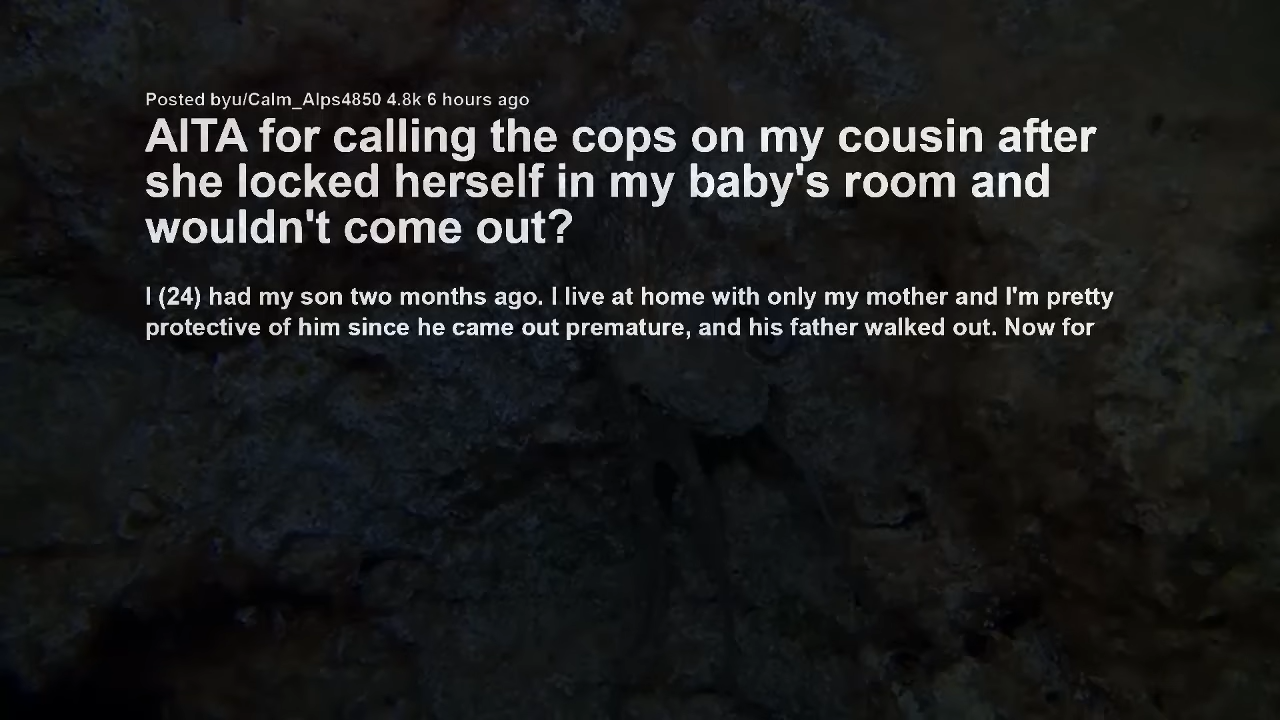 Posted byu/Calm_Alps4850 4.8k 6 hours ago
AITA for calling the cops on my cousin after
she locked herself in my baby's room and
wouldn't come out?
I (24) had my son two months ago. I live at home with only my mother and I'm pretty
protective of him since he came out premature, and his father walked out. Now for